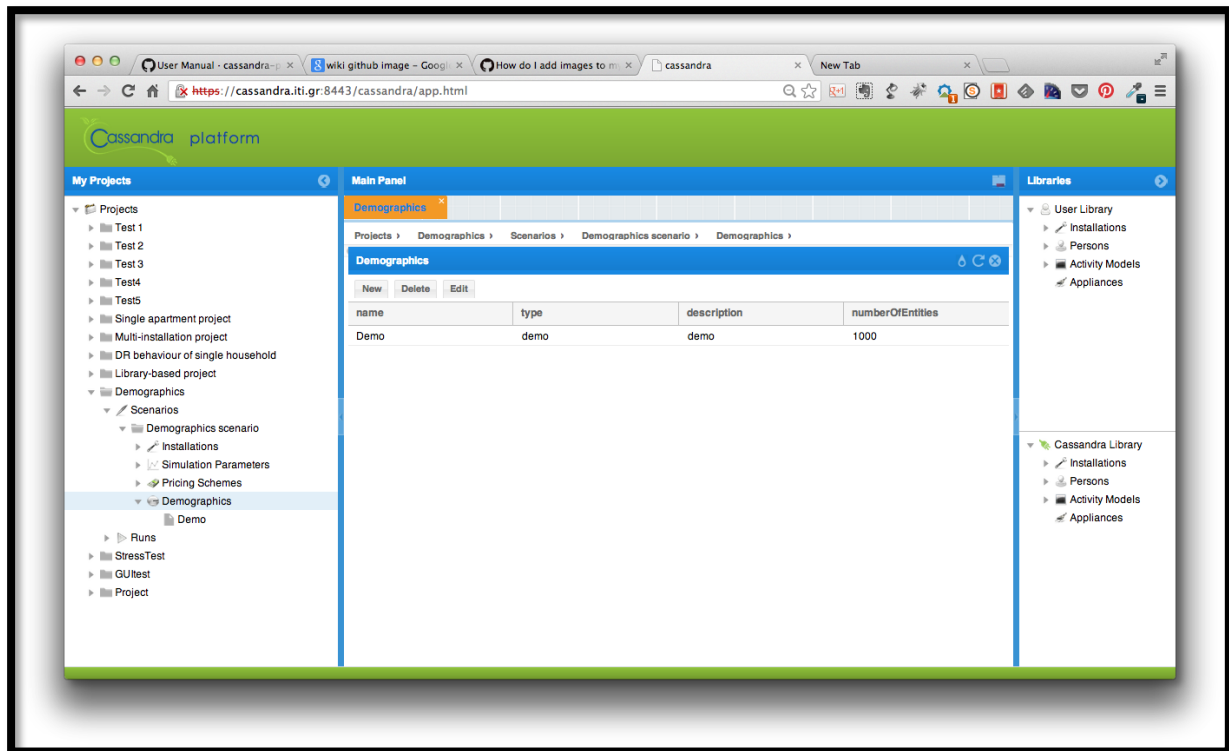 User Manual · cassandra-p
wiki github image - Googl
How do I add images to my
cassandra
New Tab
https://cassandra.iti.gr:8443/cassandra/app.html
Cassandra platform
My Projects
Projects
Test 1
Test 2
Test 3
Test4
Test5
Single apartment project
Multi-installation project
DR behaviour of single household
Library-based project
Demographics
Scenarios
Demographics scenario
Installations
Simulation Parameters
Pricing Schemes
Demographics
Demo
Runs
StressTest
GUItest
Project
Main Panel
Demographics
Projects › Demographics › Scenarios › Demographics scenario › Demographics ›
Demographics
New Delete Edit
name type description numberOfEntities
Demo demo demo 1000
Libraries
User Library
Installations
Persons
Activity Models
Appliances
Cassandra Library
Installations
Persons
Activity Models
Appliances